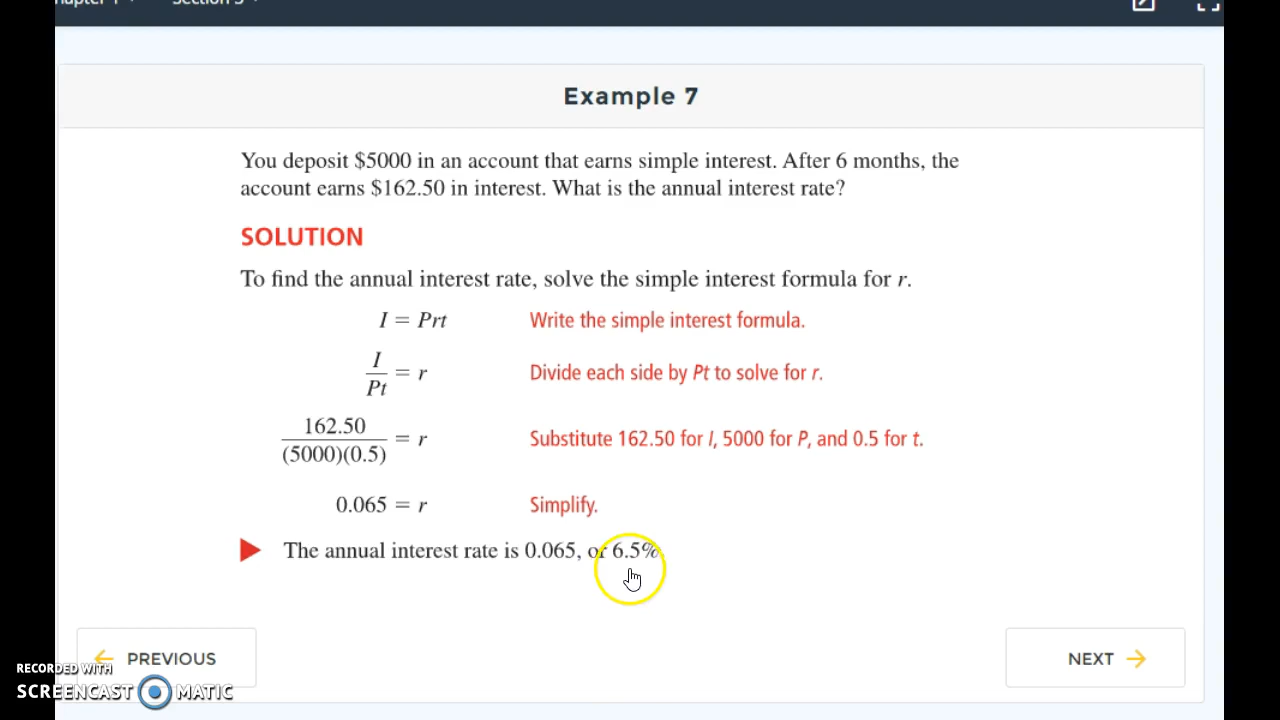 Example 7
You deposit $5000 in an account that earns simple interest. After 6 months, the
account earns $162.50 in interest. What is the annual interest rate?
SOLUTION
To find the annual interest rate, solve the simple interest formula for r.
I = Prt Write the simple interest formula.
I/Pt = r Divide each side by Pt to solve for r.
162.50/(5000)(0.5) = r Substitute 162.50 for I, 5000 for P, and 0.5 for t.
0.065 = r Simplify.
The annual interest rate is 0.065, or 6.5%.
PREVIOUS
NEXT
RECORDED WITH
SCREENCAST MATIC